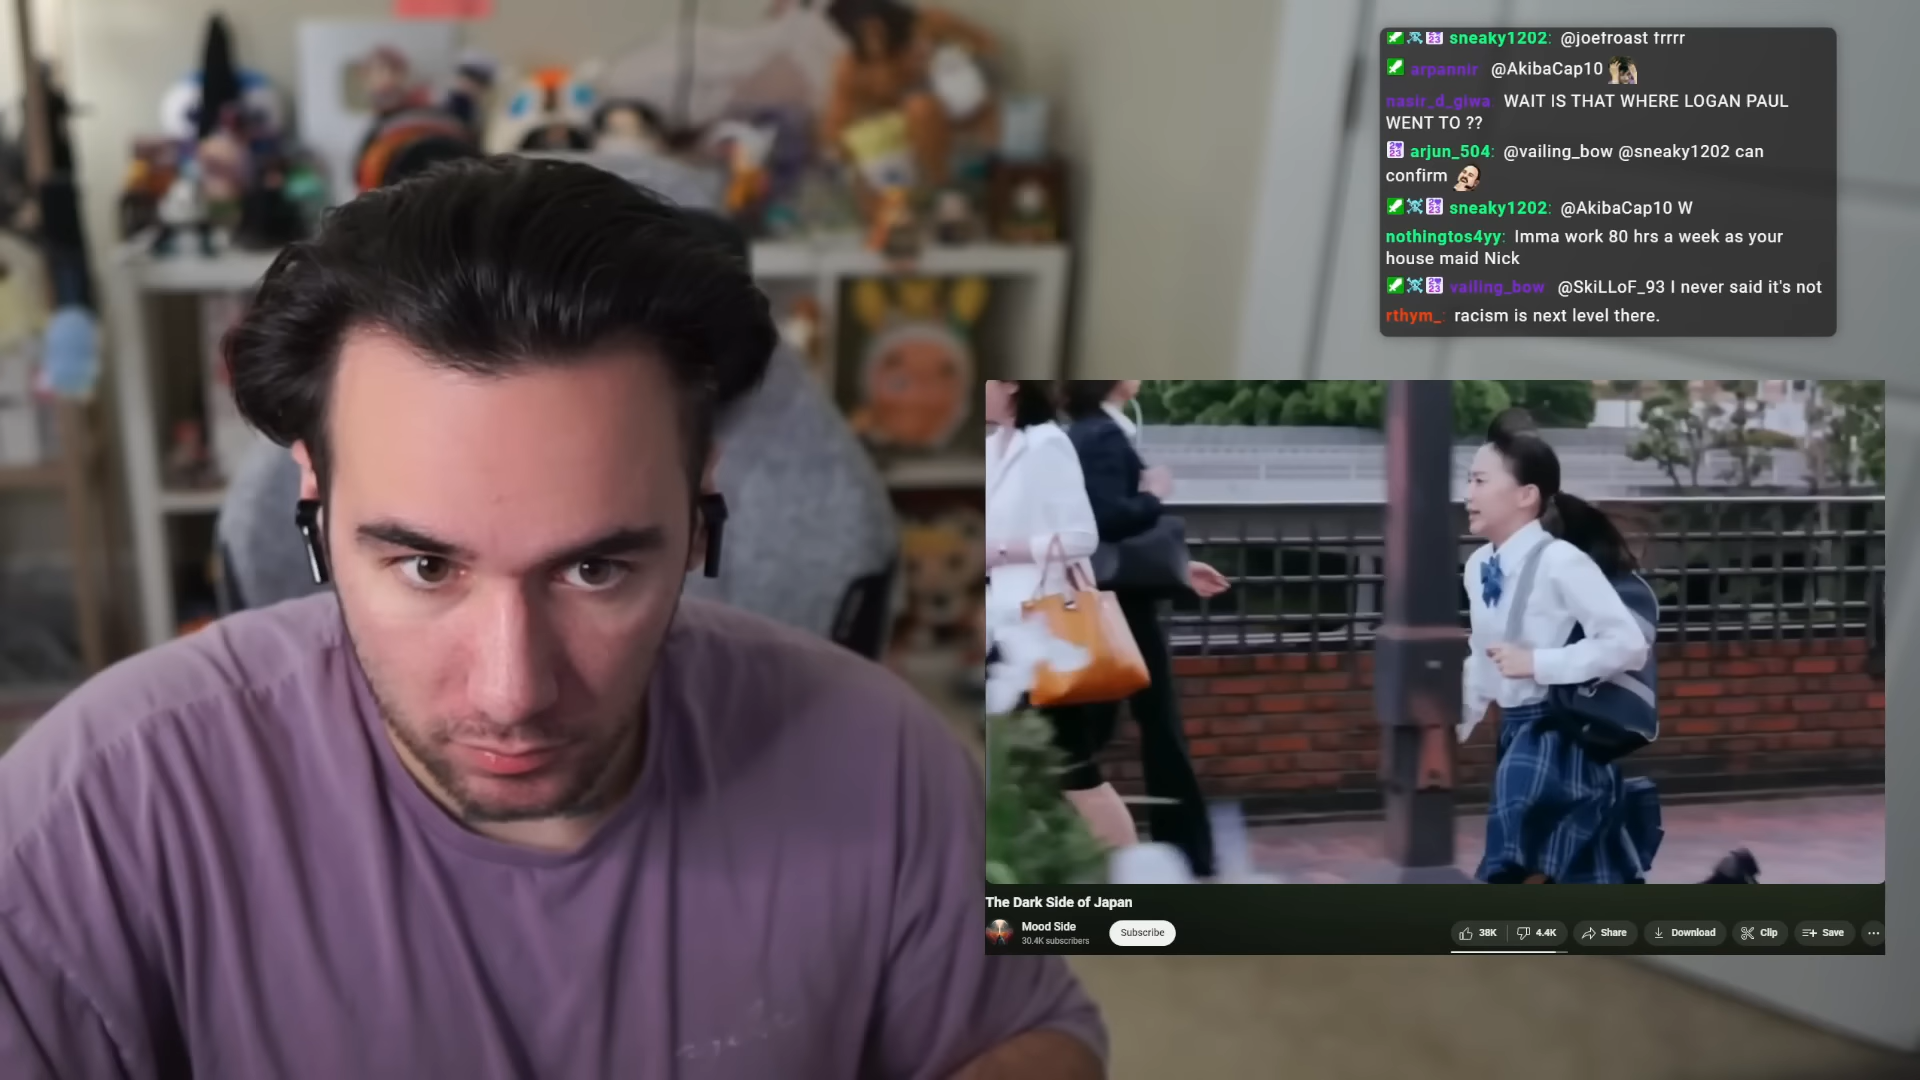 sneaky1202: @joefroast frrrr
arpannir @AkibaCap10
nasir_d_giwa: WAIT IS THAT WHERE LOGAN PAUL
WENT TO ??
arjun_504: @vailing_bow @sneaky1202 can
confirm
sneaky1202: @AkibaCap10 W
nothingtos4yy: Imma work 80 hrs a week as your
house maid Nick
vailing_bow @SkiLLoF_93 I never said it's not
rthym_: racism is next level there.
The Dark Side of Japan
Mood Side
30.4K subscribers
Subscribe
38K
4.4K
Share
Download
Clip
Save